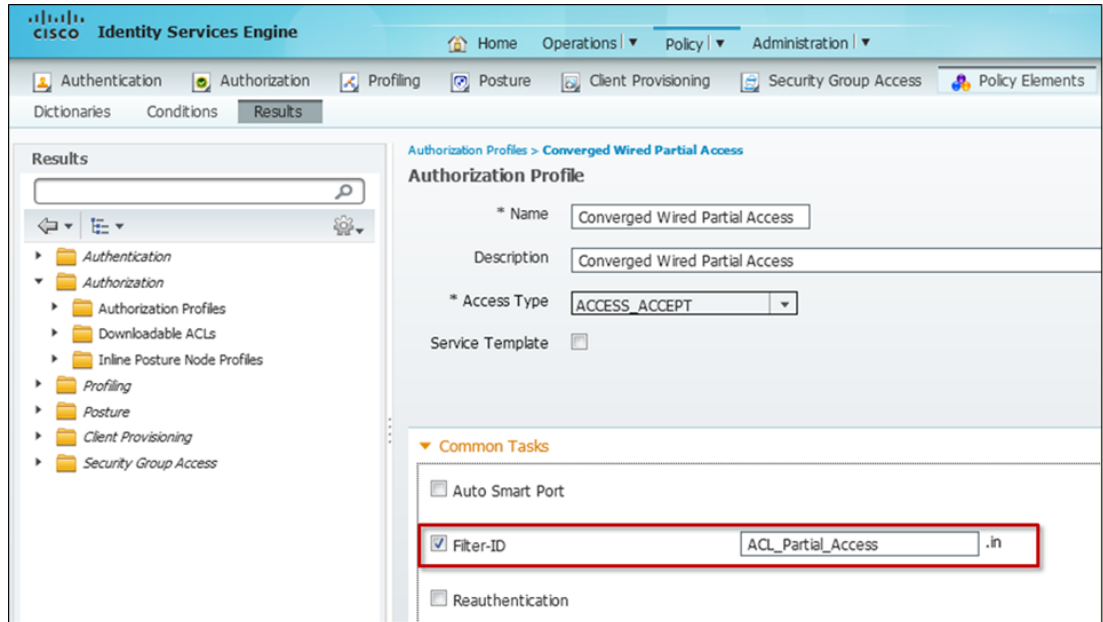 cisco Identity Services Engine
Home Operations Policy Administration
Authentication Authorization Profiling Posture Client Provisioning Security Group Access Policy Elements
Dictionaries Conditions Results
Results
Authentication
Authorization
Authorization Profiles
Downloadable ACLs
Inline Posture Node Profiles
Profiling
Posture
Client Provisioning
Security Group Access
Authorization Profiles > Converged Wired Partial Access
Authorization Profile
* Name Converged Wired Partial Access
Description Converged Wired Partial Access
* Access Type ACCESS_ACCEPT
Service Template
Common Tasks
Auto Smart Port
Filter-ID ACL_Partial_Access .in
Reauthentication